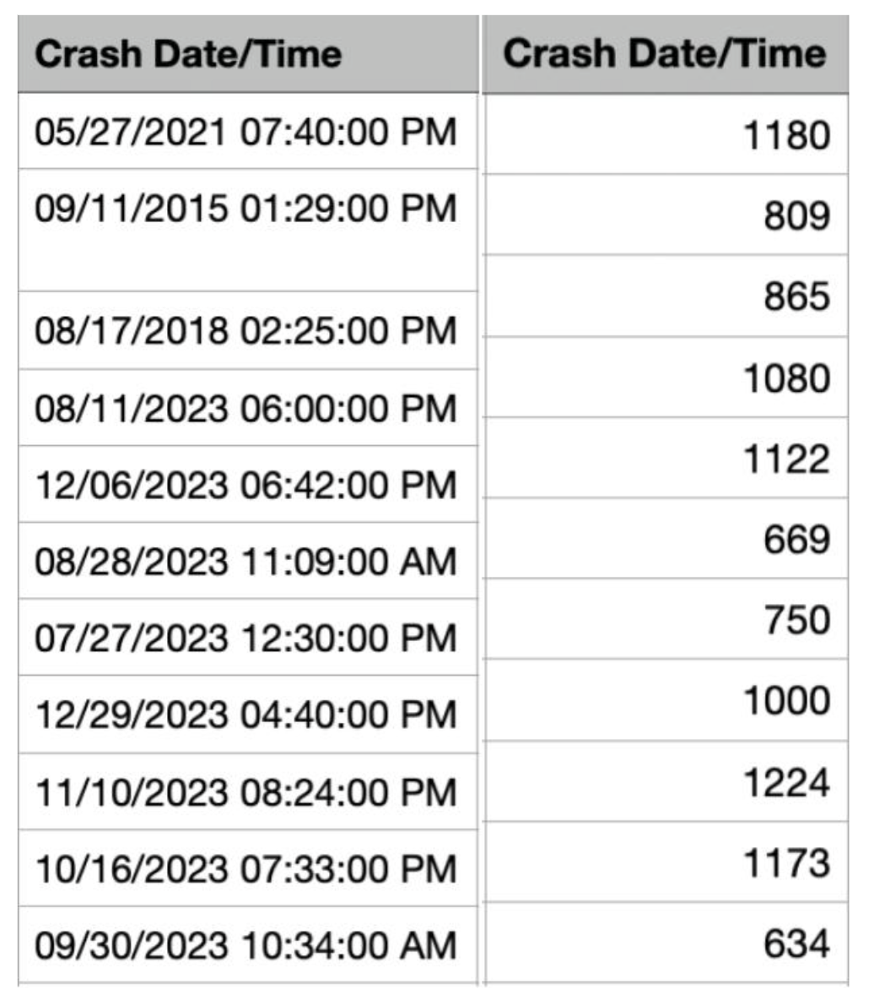 Crash Date/Time Crash Date/Time
05/27/2021 07:40:00 PM 1180
09/11/2015 01:29:00 PM 809
08/17/2018 02:25:00 PM 865
08/11/2023 06:00:00 PM 1080
12/06/2023 06:42:00 PM 1122
08/28/2023 11:09:00 AM 669
07/27/2023 12:30:00 PM 750
12/29/2023 04:40:00 PM 1000
11/10/2023 08:24:00 PM 1224
10/16/2023 07:33:00 PM 1173
09/30/2023 10:34:00 AM 634